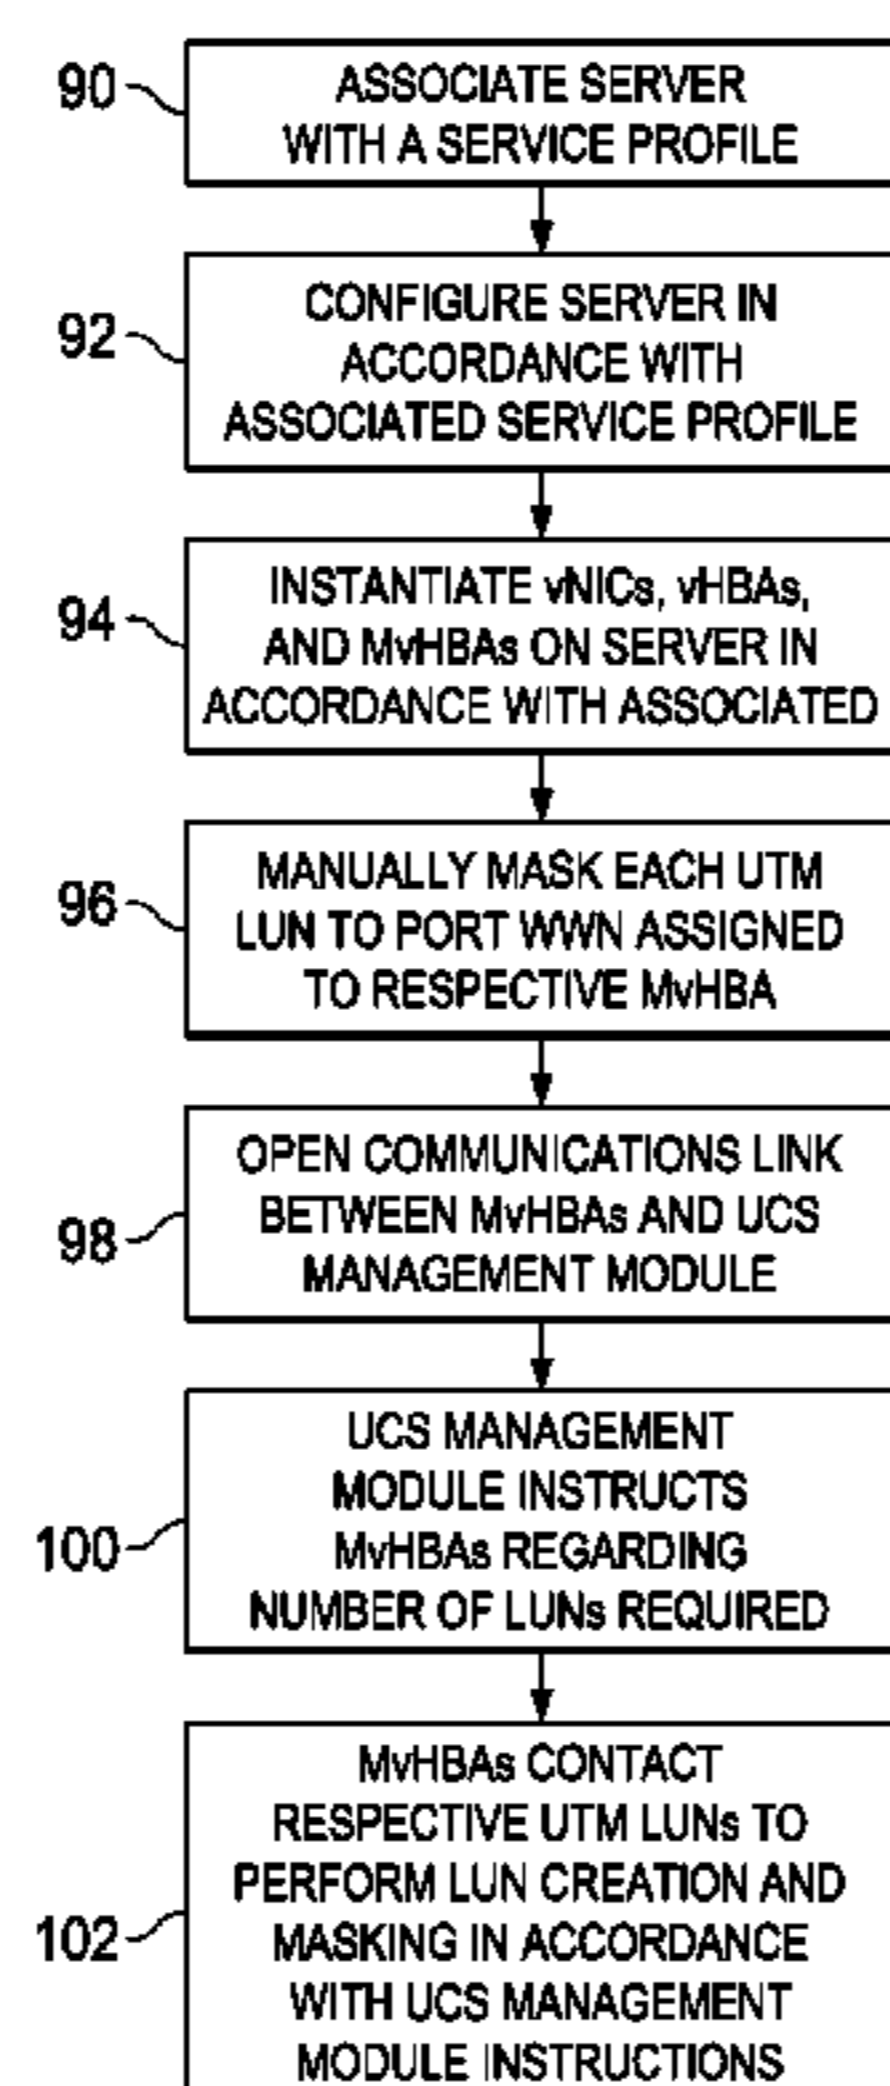 90
ASSOCIATE SERVER
WITH A SERVICE PROFILE
92
CONFIGURE SERVER IN
ACCORDANCE WITH
ASSOCIATED SERVICE PROFILE
94
INSTANTIATE vNICs, vHBAs,
AND MvHBAs ON SERVER IN
ACCORDANCE WITH ASSOCIATED
96
MANUALLY MASK EACH UTM
LUN TO PORT WWN ASSIGNED
TO RESPECTIVE MvHBA
98
OPEN COMMUNICATIONS LINK
BETWEEN MvHBAs AND UCS
MANAGEMENT MODULE
100
UCS MANAGEMENT
MODULE INSTRUCTS
MvHBAs REGARDING
NUMBER OF LUNs REQUIRED
102
MvHBAs CONTACT
RESPECTIVE UTM LUNs TO
PERFORM LUN CREATION AND
MASKING IN ACCORDANCE
WITH UCS MANAGEMENT
MODULE INSTRUCTIONS